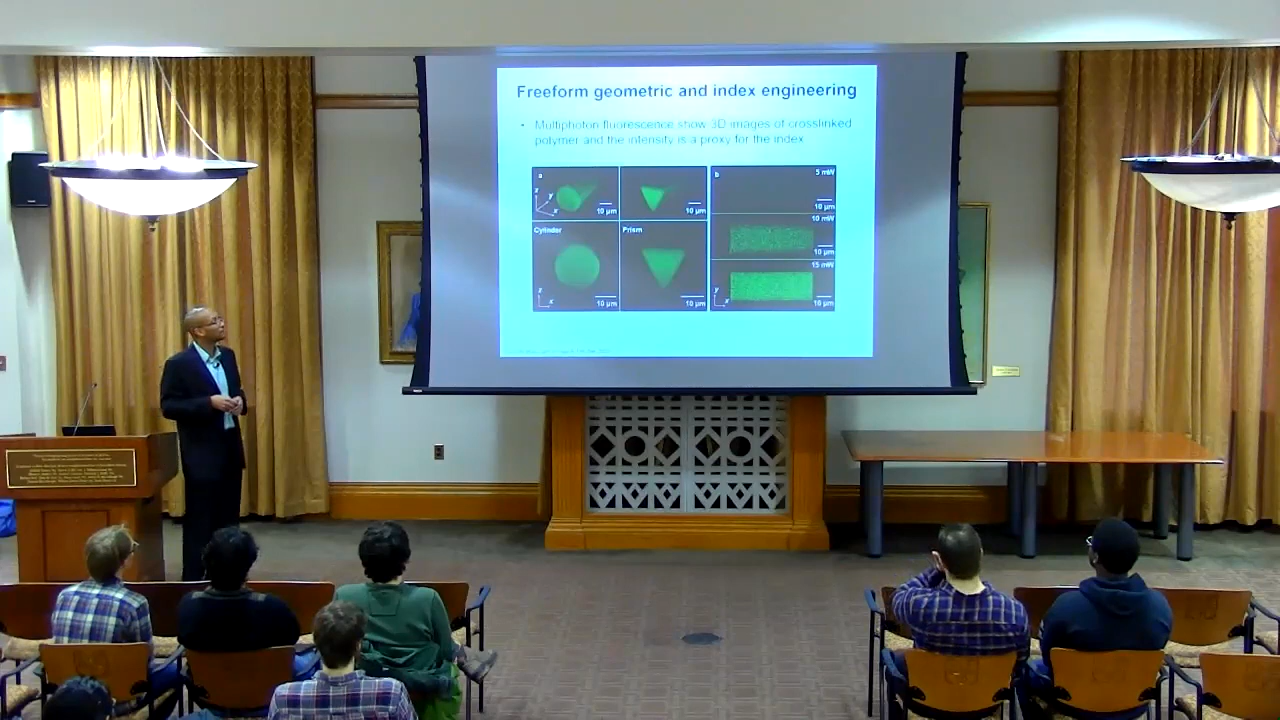 Freeform geometric and index engineering
• Multiphoton fluorescence show 3D images of crosslinked
polymer and the intensity is a proxy for the index
a
z
y
x
10 µm
10 µm
Cylinder
Prism
z
x
10 µm
10 µm
b
5 mW
10 µm
10 mW
10 µm
15 mW
y
x
10 µm